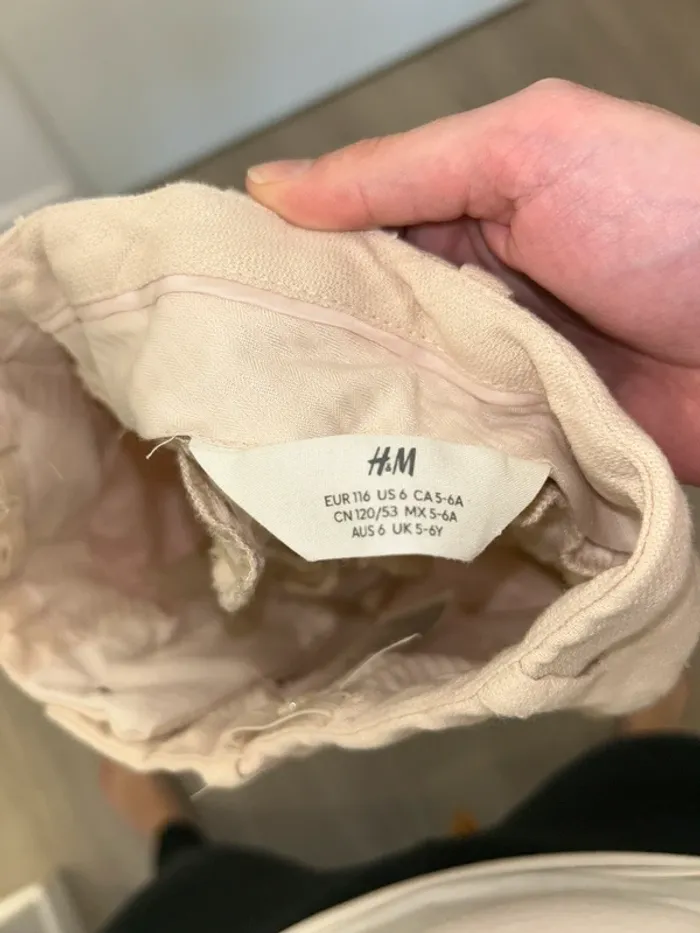 H&M
EUR 116 US 6 CA 5-6A
CN 120/53 MX 5-6A
AUS 6 UK 5-6Y